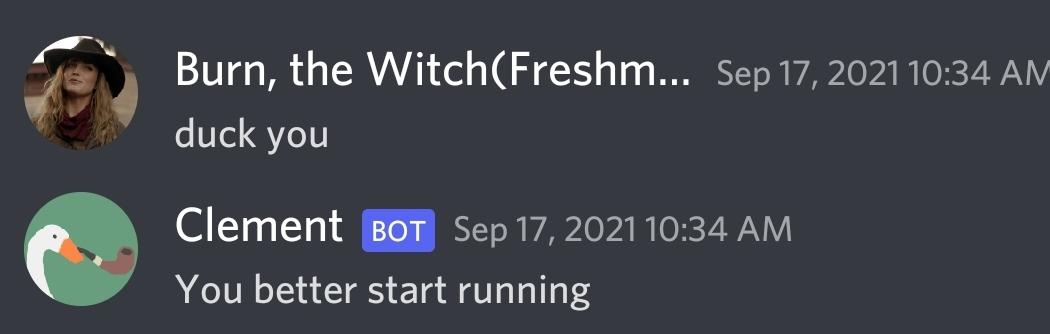 Burn, the Witch(Freshm... Sep 17, 2021 10:34 AM
duck you
Clement BOT Sep 17, 2021 10:34 AM
You better start running